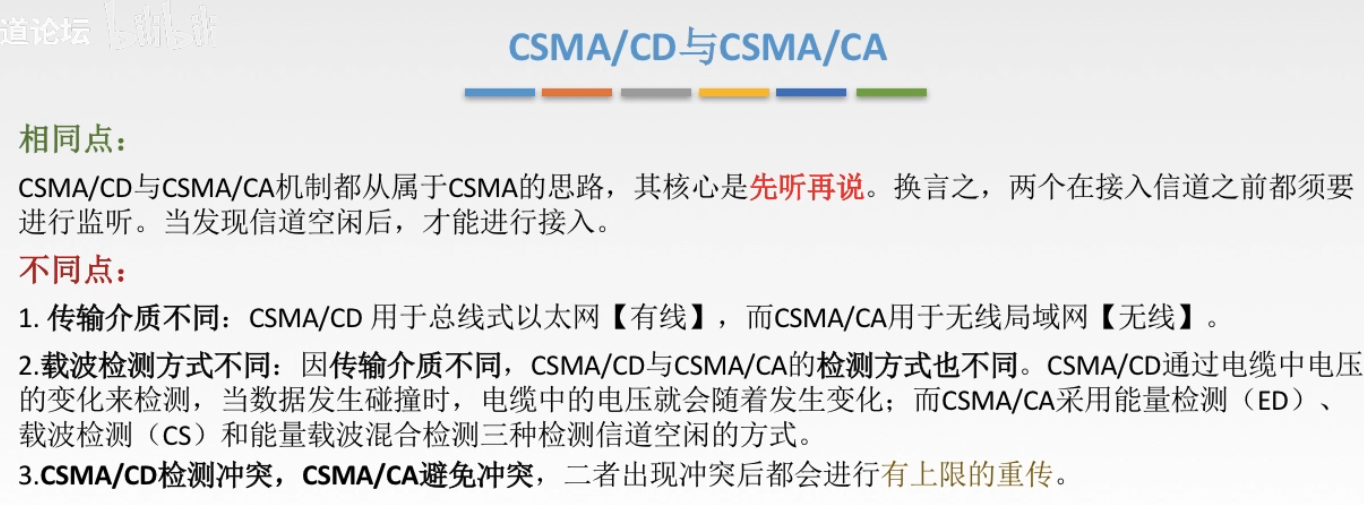 道论坛 bilibili
CSMA/CD与CSMA/CA
相同点：
CSMA/CD与CSMA/CA机制都从属于CSMA的思路，其核心是先听再说。换言之，两个在接入信道之前都须要
进行监听。当发现信道空闲后，才能进行接入。
不同点：
1. 传输介质不同：CSMA/CD 用于总线式以太网【有线】，而CSMA/CA用于无线局域网【无线】。
2.载波检测方式不同：因传输介质不同，CSMA/CD与CSMA/CA的检测方式也不同。CSMA/CD通过电缆中电压
的变化来检测，当数据发生碰撞时，电缆中的电压就会随着发生变化；而CSMA/CA采用能量检测（ED）、
载波检测（CS）和能量载波混合检测三种检测信道空闲的方式。
3.CSMA/CD检测冲突，CSMA/CA避免冲突，二者出现冲突后都会进行有上限的重传。